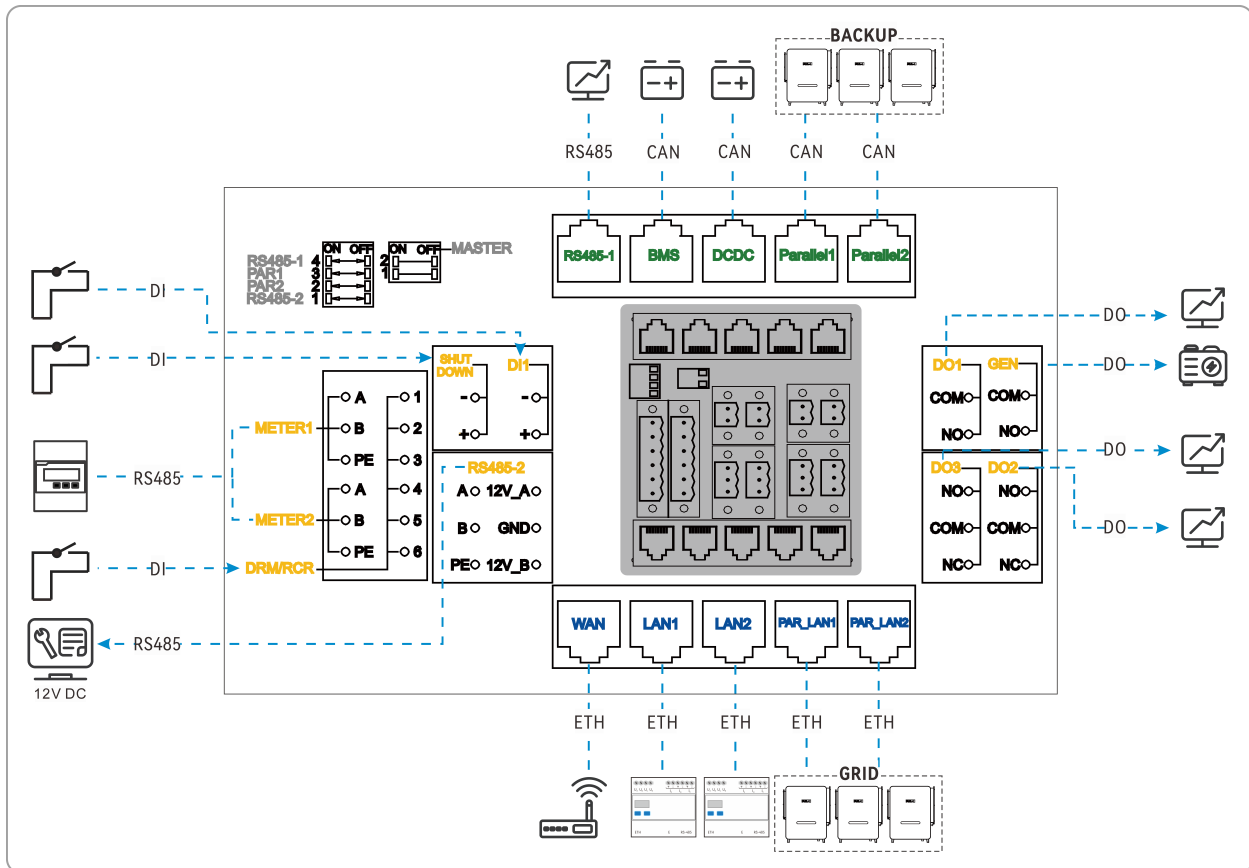 BACKUP
RS485 CAN CAN CAN CAN
RS485-1 BMS DCDC Parallel1 Parallel2
ON OFF ON OFF MASTER
RS485-1 4 2
PAR1 3 1
PAR2 2
RS485-2 1
DI
DI
SHUT DOWN DI1
- -
+ +
METER1
METER2
DRM/RCR
A 1
B 2
PE 3
A 4
B 5
PE 6
RS485
DI
RS485
12V DC
RS485-2
A 12V_A
B GND
PE 12V_B
DO1 GEN
COM COM
NO NO
DO3 DO2
NO NO
COM COM
NC NC
DO
DO
DO
DO
WAN LAN1 LAN2 PAR_LAN1 PAR_LAN2
ETH ETH ETH ETH ETH
GRID
ETH RS485
ETH RS485